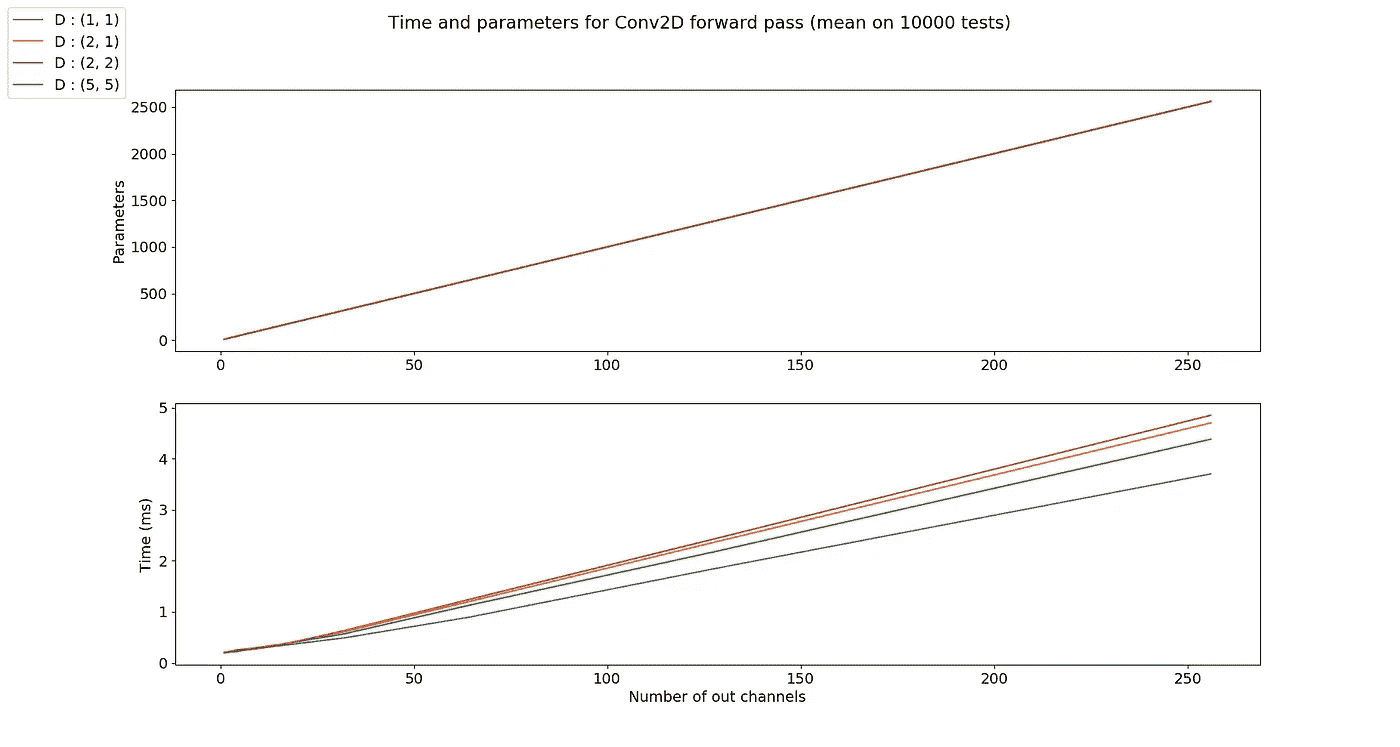 D : (1, 1)
D : (2, 1)
D : (2, 2)
D : (5, 5)
Time and parameters for Conv2D forward pass (mean on 10000 tests)
Parameters
2500
2000
1500
1000
500
0
0 50 100 150 200 250
Time (ms)
5
4
3
2
1
0
0 50 100 150 200 250
Number of out channels